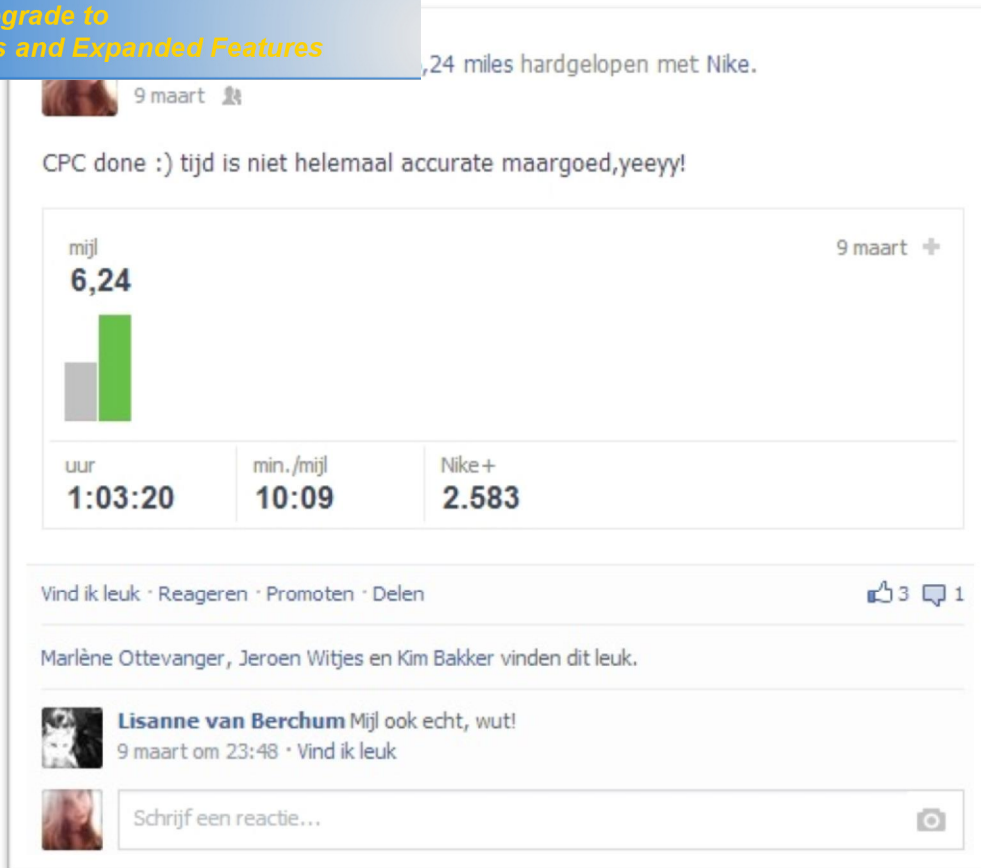 grade to
s and Expanded Features
,24 miles hardgelopen met Nike.
9 maart
CPC done :) tijd is niet helemaal accurate maargoed,yeeyy!
mijl
9 maart +
6,24
uur
min./mijl
Nike+
1:03:20
10:09
2.583
Vind ik leuk · Reageren · Promoten · Delen
3 1
Marlène Ottevanger, Jeroen Witjes en Kim Bakker vinden dit leuk.
Lisanne van Berchum Mijl ook echt, wut!
9 maart om 23:48 · Vind ik leuk
Schrijf een reactie...